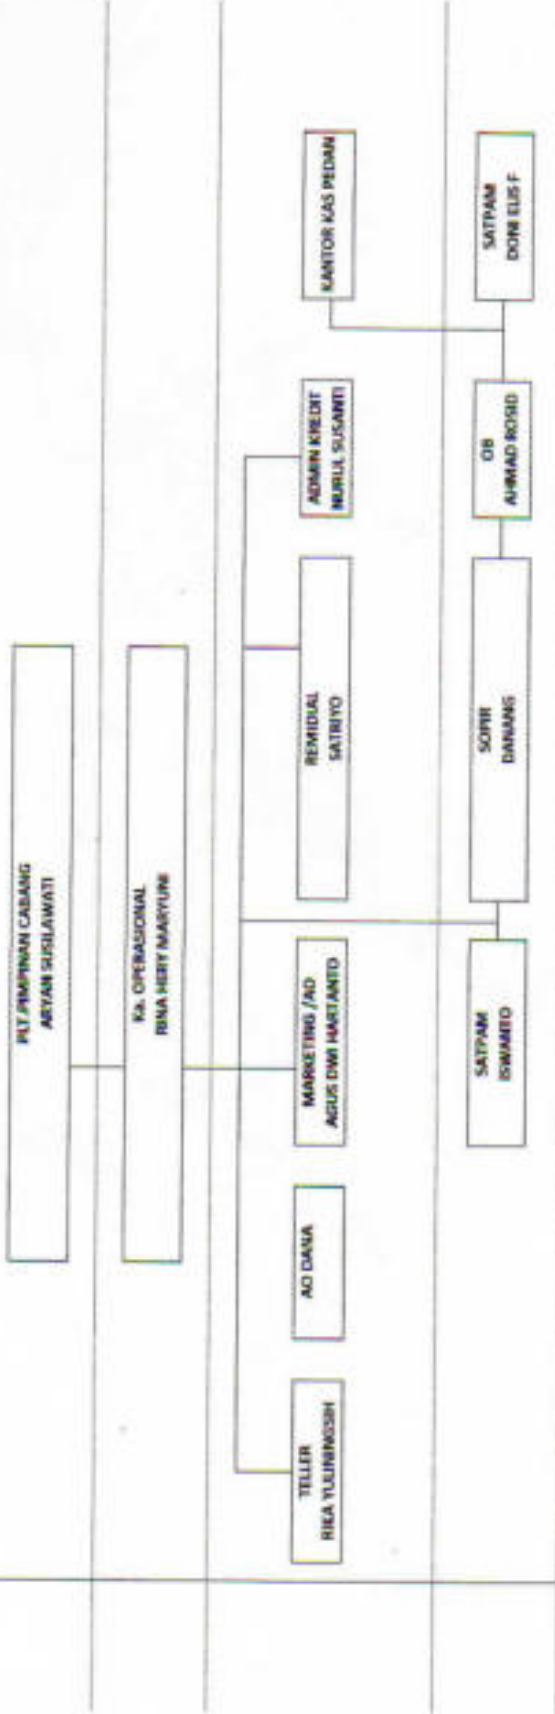 PLT.PIMPINAN CABANG
ARYAN SUSILAWATI
Ka. OPERASIONAL
RINA HERY MARYUNI
TELLER
RIKA YULININGSIH
AO DANA
MARKETING /AO
AGUS DWI HARTANTO
REMIDIAL
SATRIYO
ADMIN KREDIT
NURUL SUSANTI
KANTOR KAS PEDAN
SATPAM
ISWANTO
SOPIR
DANANG
OB
AHMAD ROSID
SATPAM
DONI ELIS F